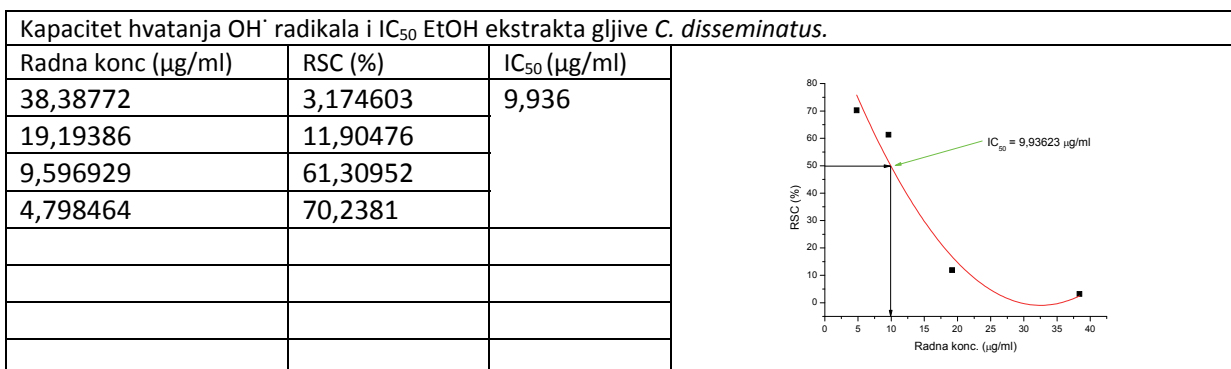 Kapacitet hvatanja OH˙ radikala i IC₅₀ EtOH ekstrakta gljive C. disseminatus.
Radna konc (µg/ml) RSC (%) IC₅₀ (µg/ml)
38,38772 3,174603 9,936
19,19386 11,90476
9,596929 61,30952
4,798464 70,2381
80
70
60
50
40
30
20
10
0
RSC (%)
IC₅₀ = 9,93623 µg/ml
0 5 10 15 20 25 30 35 40
Radna konc. (µg/ml)